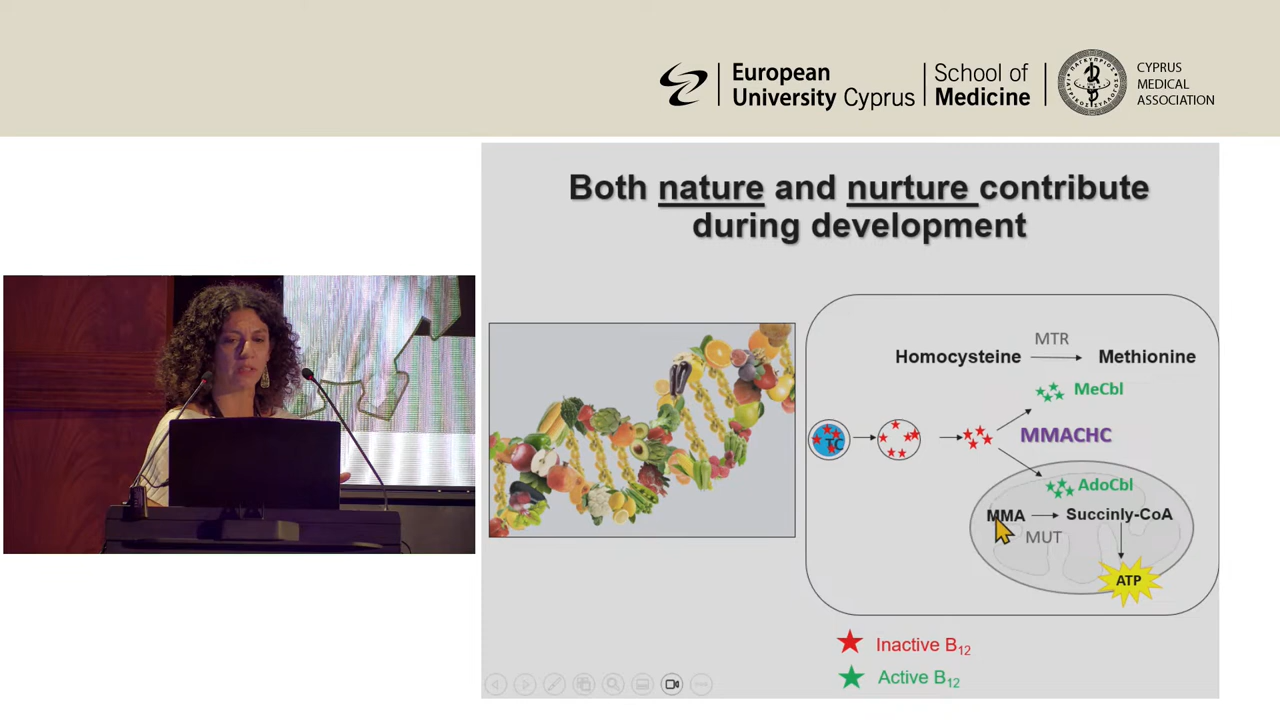 European
University Cyprus
School of
Medicine
CYPRUS
MEDICAL
ASSOCIATION
Both nature and nurture contribute
during development
MTR
Homocysteine
Methionine
MeCbl
TC
MMACHC
AdoCbl
MMA
Succinly-CoA
MUT
ATP
Inactive B12
Active B12